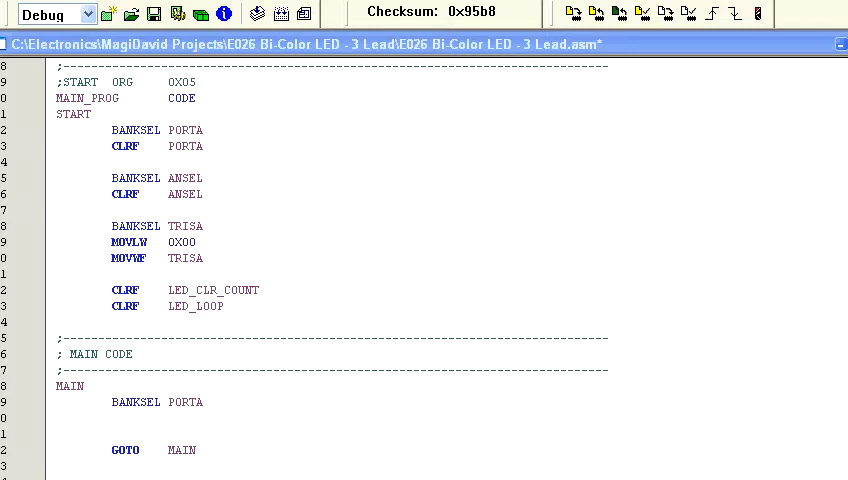 Debug
Checksum: 0x95b8
C:\Electronics\MagiDavid Projects\E026 Bi-Color LED - 3 Lead\E026 Bi-Color LED - 3 Lead.asm*
8 ;------------------------------------------------------------------------------
9 ;START ORG 0X05
0 MAIN_PROG CODE
1 START
2 BANKSEL PORTA
3 CLRF PORTA
4
5 BANKSEL ANSEL
6 CLRF ANSEL
7
8 BANKSEL TRISA
9 MOVLW 0X00
0 MOVWF TRISA
1
2 CLRF LED_CLR_COUNT
3 CLRF LED_LOOP
4
5 ;------------------------------------------------------------------------------
6 ; MAIN CODE
7 ;------------------------------------------------------------------------------
8 MAIN
9 BANKSEL PORTA
0
1
2 GOTO MAIN
3